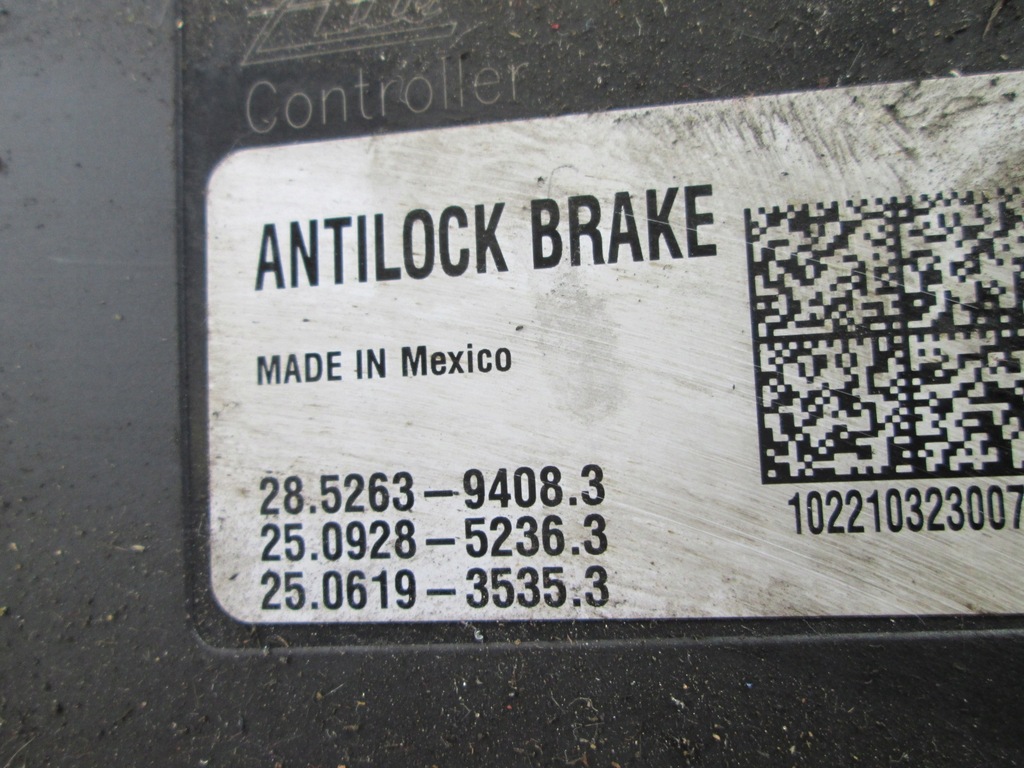 Controller
ANTILOCK BRAKE
MADE IN Mexico
28.5263-9408.3
25.0928-5236.3
25.0619-3535.3
102210323007